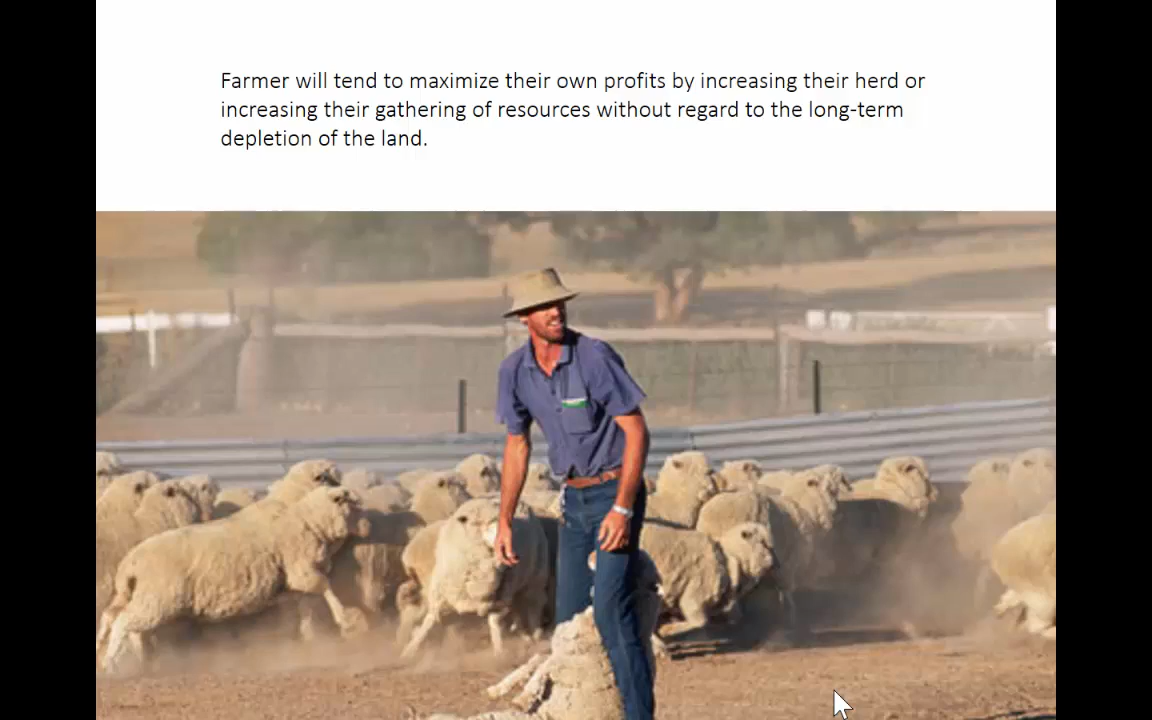 Farmer will tend to maximize their own profits by increasing their herd or
increasing their gathering of resources without regard to the long-term
depletion of the land.